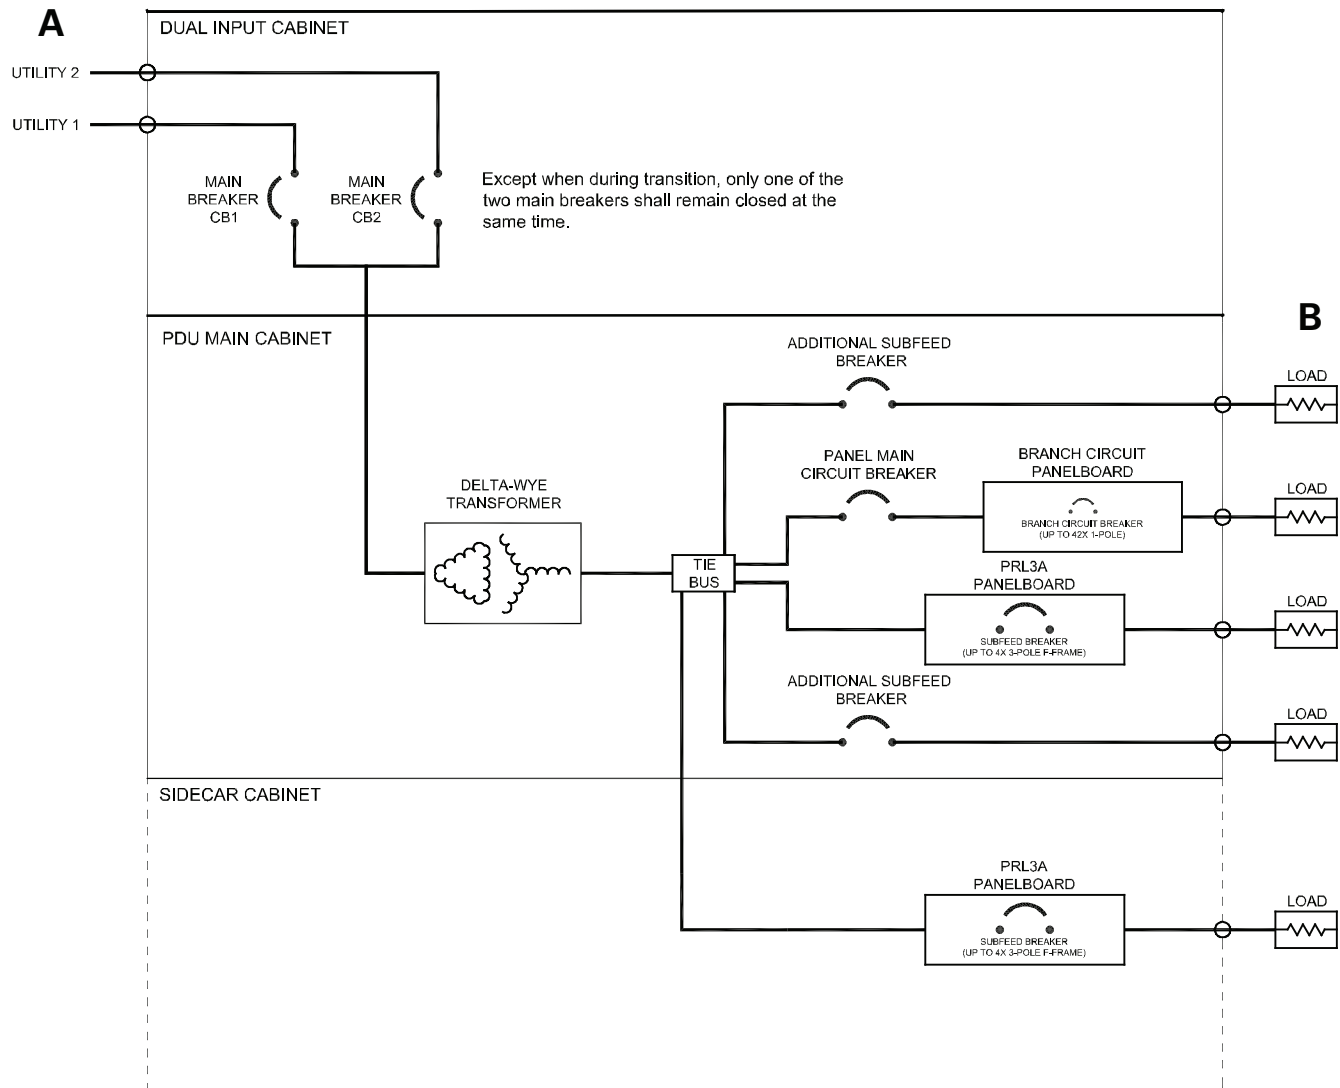 A
DUAL INPUT CABINET
UTILITY 2
UTILITY 1
MAIN
BREAKER
CB1
MAIN
BREAKER
CB2
Except when during transition, only one of the
two main breakers shall remain closed at the
same time.
PDU MAIN CABINET
B
ADDITIONAL SUBFEED
BREAKER
LOAD
PANEL MAIN
CIRCUIT BREAKER
BRANCH CIRCUIT
PANELBOARD
BRANCH CIRCUIT BREAKER
(UP TO 42X 1-POLE)
LOAD
DELTA-WYE
TRANSFORMER
TIE
BUS
PRL3A
PANELBOARD
SUBFEED BREAKER
(UP TO 4X 3-POLE F-FRAME)
LOAD
ADDITIONAL SUBFEED
BREAKER
LOAD
SIDECAR CABINET
PRL3A
PANELBOARD
SUBFEED BREAKER
(UP TO 4X 3-POLE F-FRAME)
LOAD